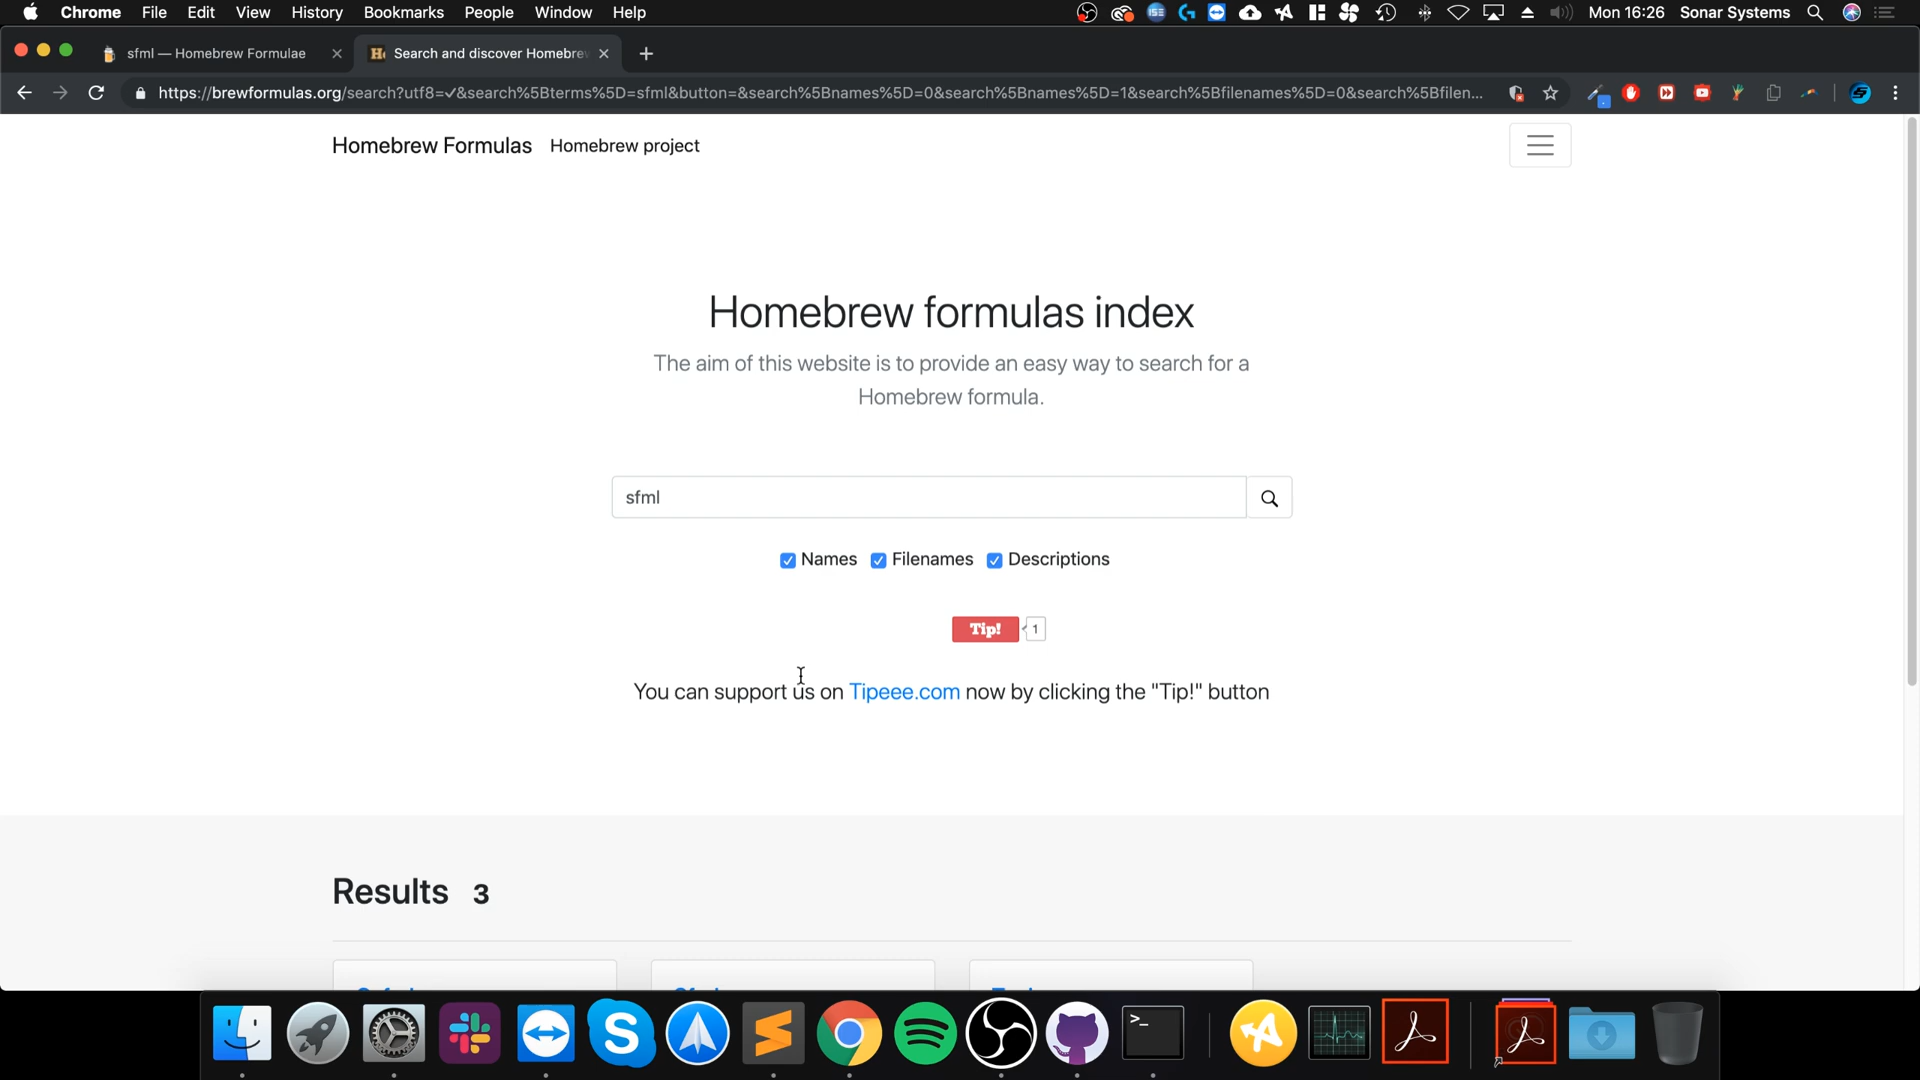 Chrome File Edit View History Bookmarks People Window Help Mon 16:26 Sonar Systems
sfml — Homebrew Formulae Search and discover Homebre
https://brewformulas.org/search?utf8=✓&search%5Bterms%5D=sfml&button=&search%5Bnames%5D=0&search%5Bnames%5D=1&search%5Bfilenames%5D=0&search%5Bfilen...
Homebrew Formulas Homebrew project
Homebrew formulas index
The aim of this website is to provide an easy way to search for a
Homebrew formula.
sfml
Names Filenames Descriptions
Tip! 1
You can support us on Tipeee.com now by clicking the "Tip!" button
Results 3